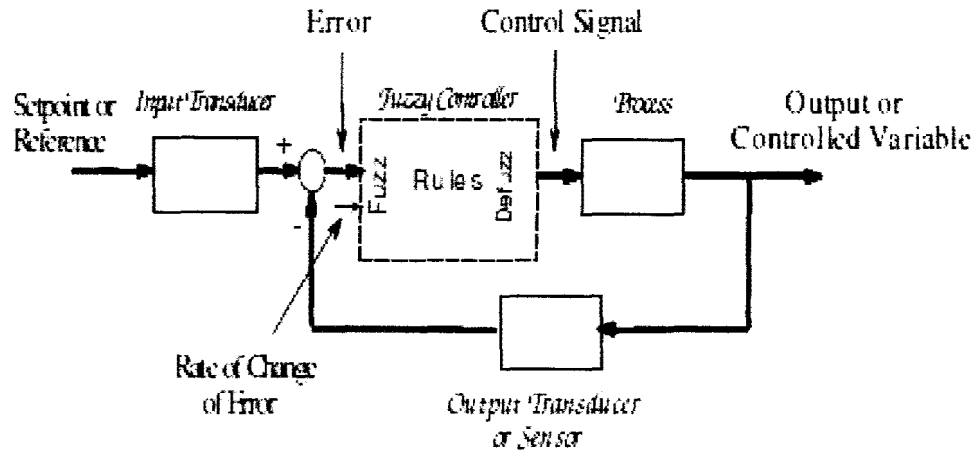 Error
Control Signal
Setpoint or
Reference
Input Transducer
Fuzzy Controller
Process
Output or
Controlled Variable
+
-
Fuzz
Rules
Defuzz
Rate of Change
of Error
Output Transducer
or Sensor